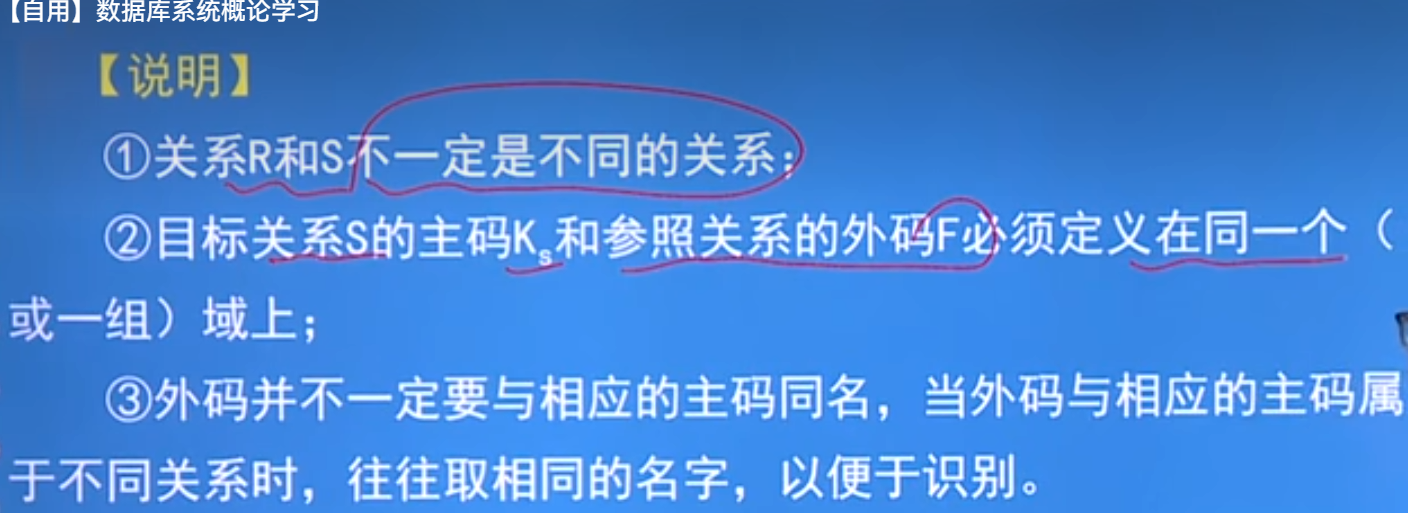 【自用】数据库系统概论学习
【说明】
①关系R和S不一定是不同的关系；
②目标关系S的主码Ks和参照关系的外码F必须定义在同一个（
或一组）域上；
③外码并不一定要与相应的主码同名，当外码与相应的主码属
于不同关系时，往往取相同的名字，以便于识别。